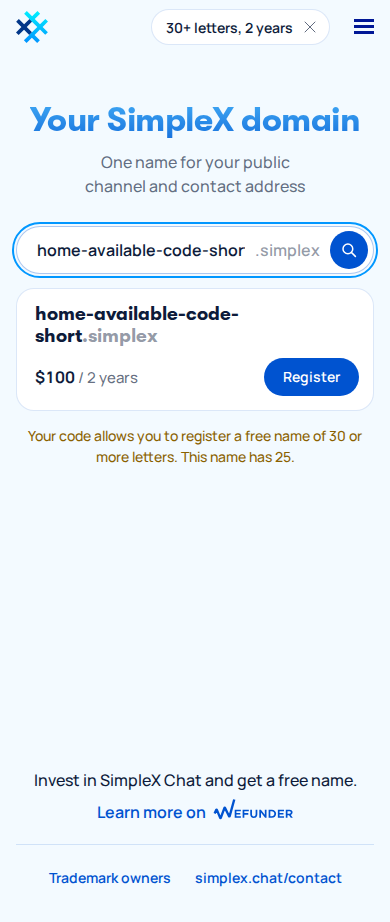 30+ letters, 2 years
Your SimpleX domain
One name for your public
channel and contact address
home-available-code-shor .simplex
home-available-code-
short.simplex
$100 / 2 years
Register
Your code allows you to register a free name of 30 or
more letters. This name has 25.
Invest in SimpleX Chat and get a free name.
Learn more on WEFUNDER
Trademark owners simplex.chat/contact